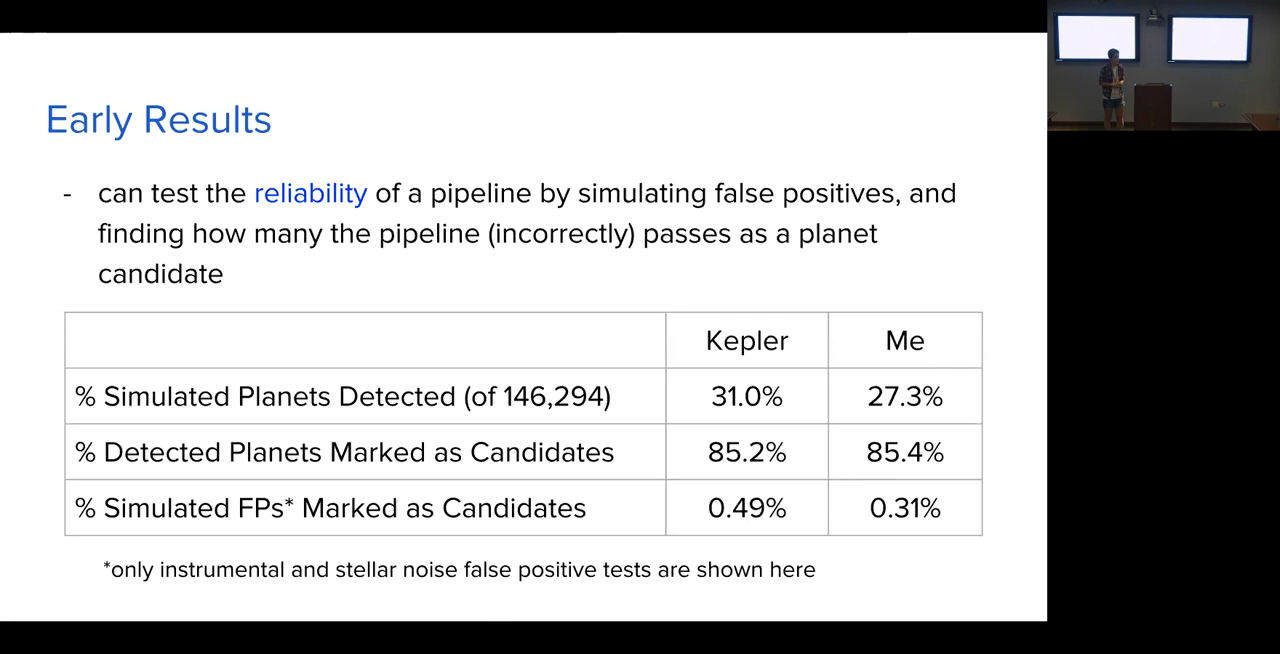 Early Results
- can test the reliability of a pipeline by simulating false positives, and
finding how many the pipeline (incorrectly) passes as a planet
candidate
Kepler Me
% Simulated Planets Detected (of 146,294) 31.0% 27.3%
% Detected Planets Marked as Candidates 85.2% 85.4%
% Simulated FPs* Marked as Candidates 0.49% 0.31%
*only instrumental and stellar noise false positive tests are shown here